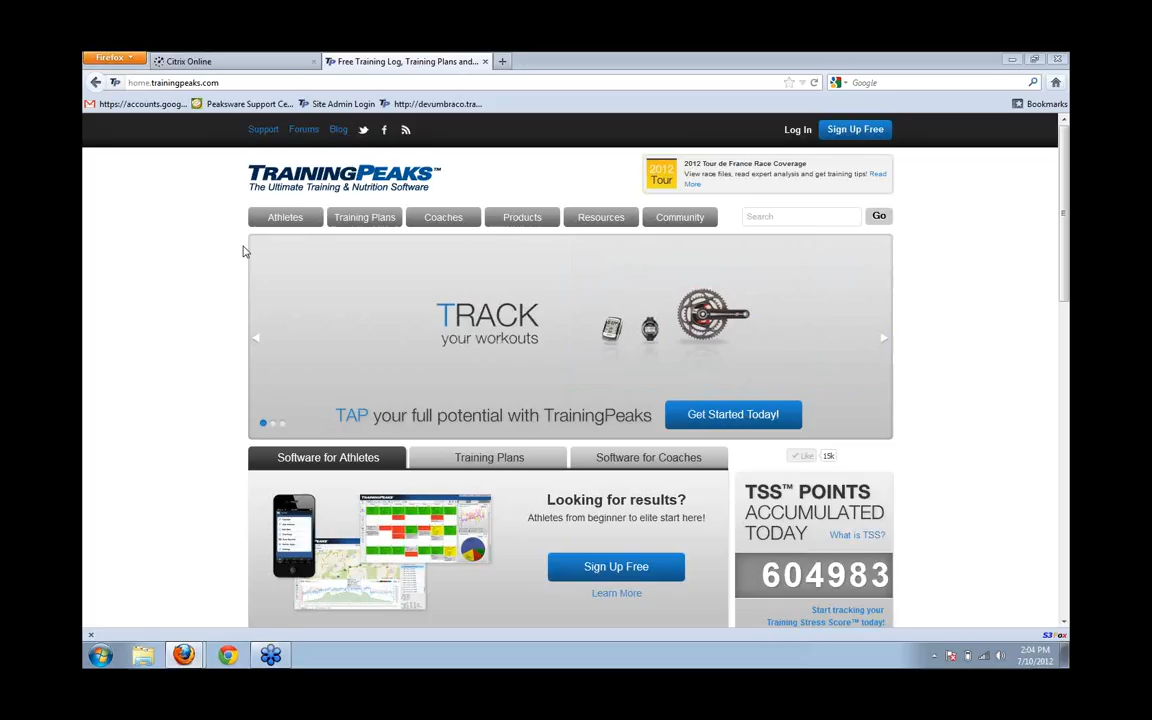 Firefox
Citrix Online
Free Training Log, Training Plans and...
home.trainingpeaks.com
Google
https://accounts.goog...
Peaksware Support Ce...
Site Admin Login
http://devumbraco.tra...
Bookmarks
Support
Forums
Blog
Log In
Sign Up Free
TRAININGPEAKS™
The Ultimate Training & Nutrition Software
2012
Tour
2012 Tour de France Race Coverage
View race files, read expert analysis and get training tips! Read
More
Athletes
Training Plans
Coaches
Products
Resources
Community
Search
Go
TRACK
your workouts
TAP your full potential with TrainingPeaks
Get Started Today!
Software for Athletes
Training Plans
Software for Coaches
Like
15k
Looking for results?
Athletes from beginner to elite start here!
Sign Up Free
Learn More
TSS™ POINTS
ACCUMULATED
TODAY
What is TSS?
604983
Start tracking your
Training Stress Score™ today!
S3Fox
2:04 PM
7/10/2012